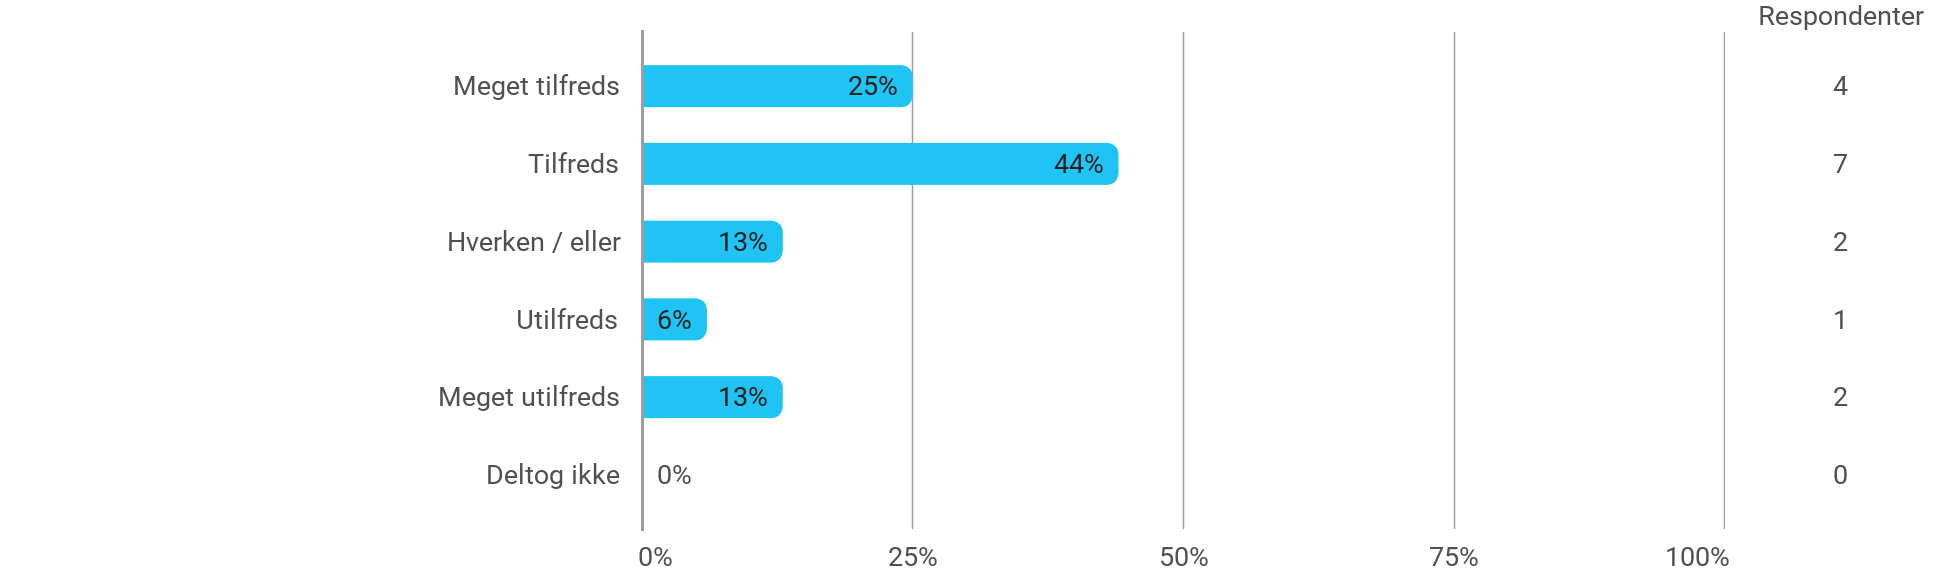 Respondenter
Meget tilfreds 25% 4
Tilfreds 44% 7
Hverken / eller 13% 2
Utilfreds 6% 1
Meget utilfreds 13% 2
Deltog ikke 0% 0
0% 25% 50% 75% 100%